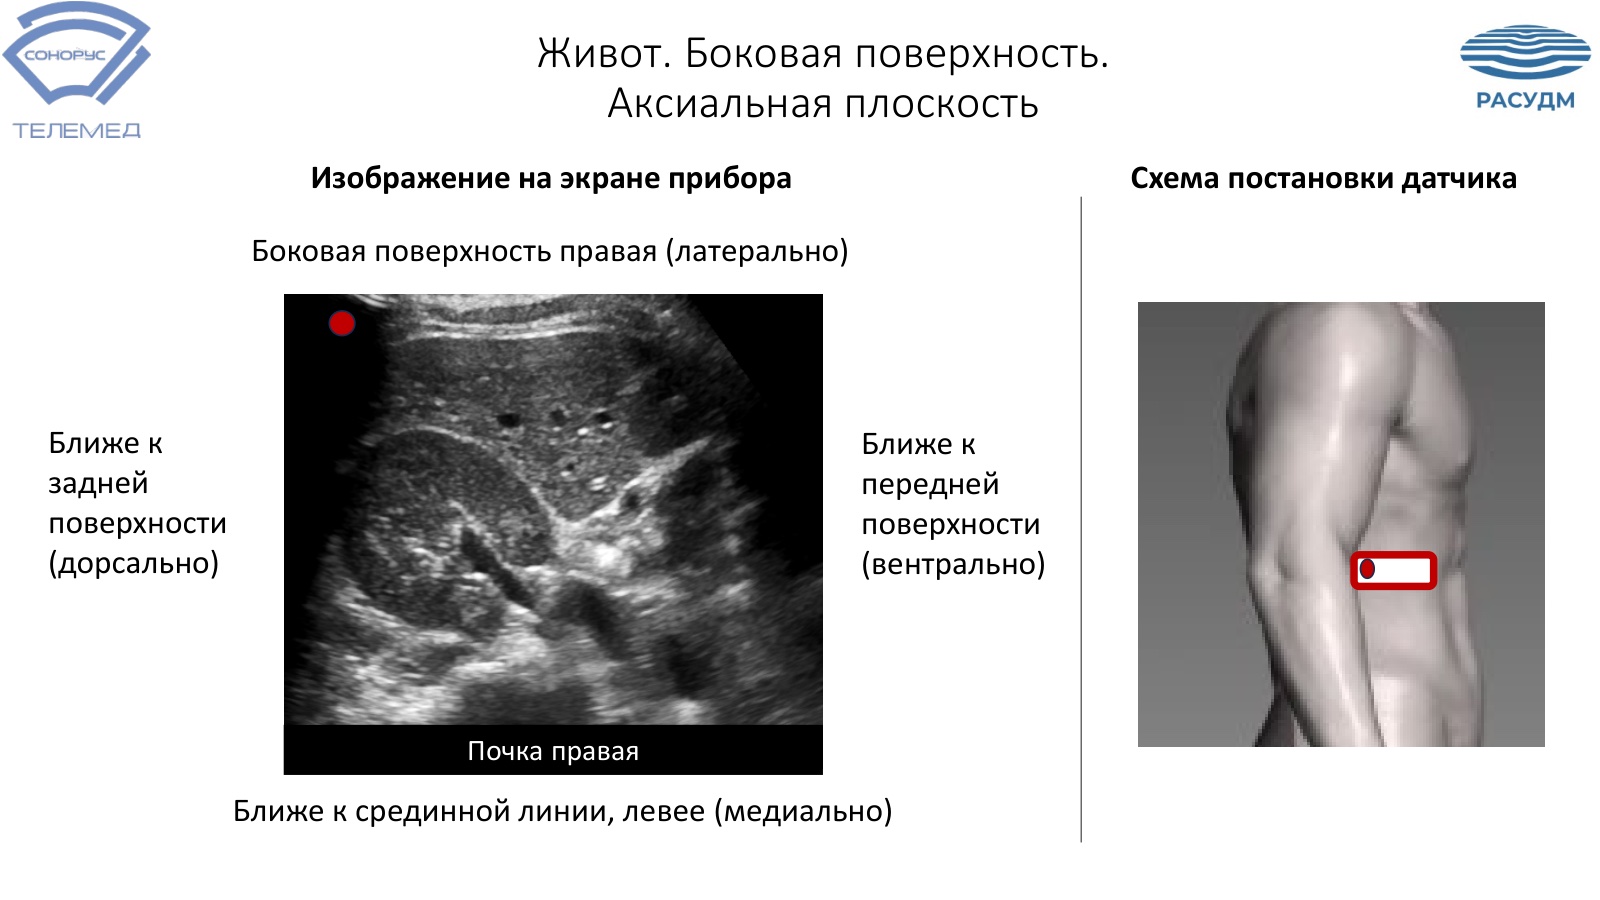 СОНОРУС
ТЕЛЕМЕД
Живот. Боковая поверхность.
Аксиальная плоскость
РАСУДМ
Изображение на экране прибора
Схема постановки датчика
Боковая поверхность правая (латерально)
Ближе к
задней
поверхности
(дорсально)
Ближе к
передней
поверхности
(вентрально)
Почка правая
Ближе к срединной линии, левее (медиально)